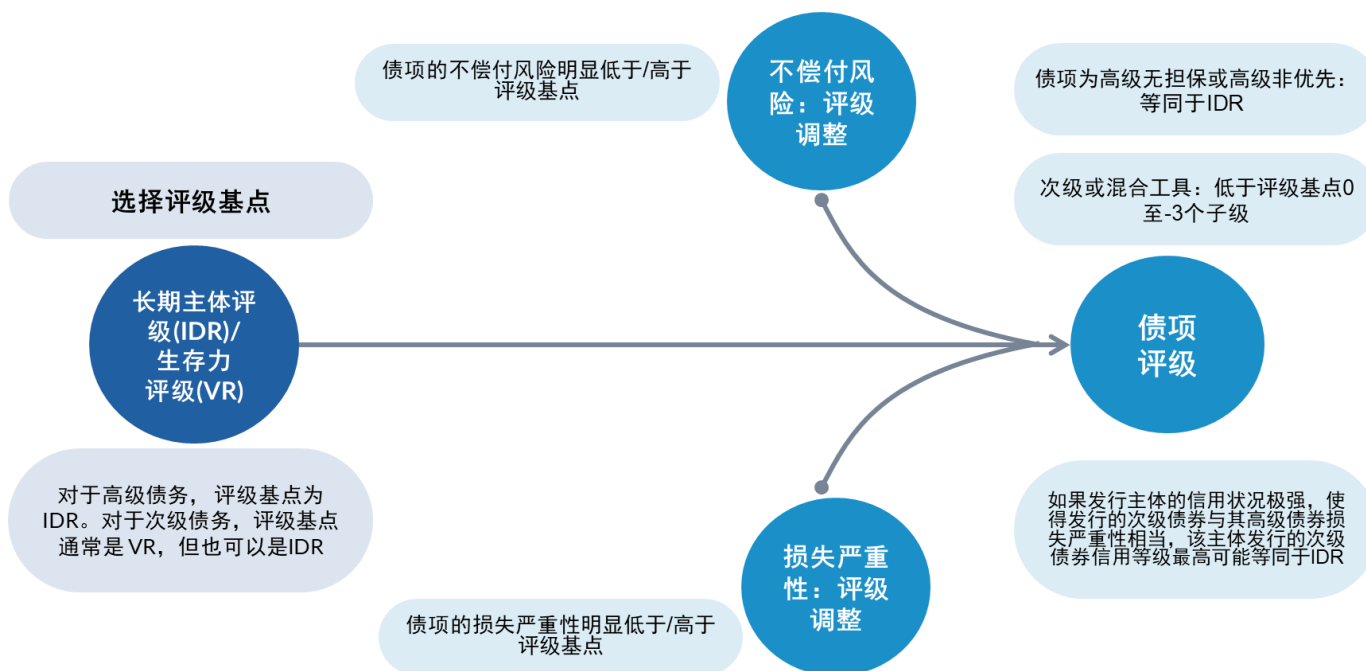 选择评级基点
长期主体评
级(IDR)/
生存力
评级(VR)
对于高级债务， 评级基点为
IDR。对于次级债务，评级基点
通常是 VR，但也可以是IDR
债项的不偿付风险明显低于/高于
评级基点
不偿付风
险：评级
调整
债项的损失严重性明显低于/高于
评级基点
损失严重
性：评级
调整
债项为高级无担保或高级非优先：
等同于IDR
次级或混合工具：低于评级基点0
至-3个子级
债项
评级
如果发行主体的信用状况极强，使
得发行的次级债券与其高级债券损
失严重性相当，该主体发行的次级
债券信用等级最高可能等同于IDR